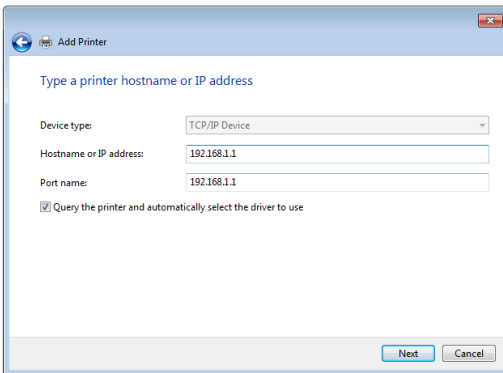 Add Printer
Type a printer hostname or IP address
Device type: TCP/IP Device
Hostname or IP address: 192.168.1.1
Port name: 192.168.1.1
Query the printer and automatically select the driver to use
Next Cancel